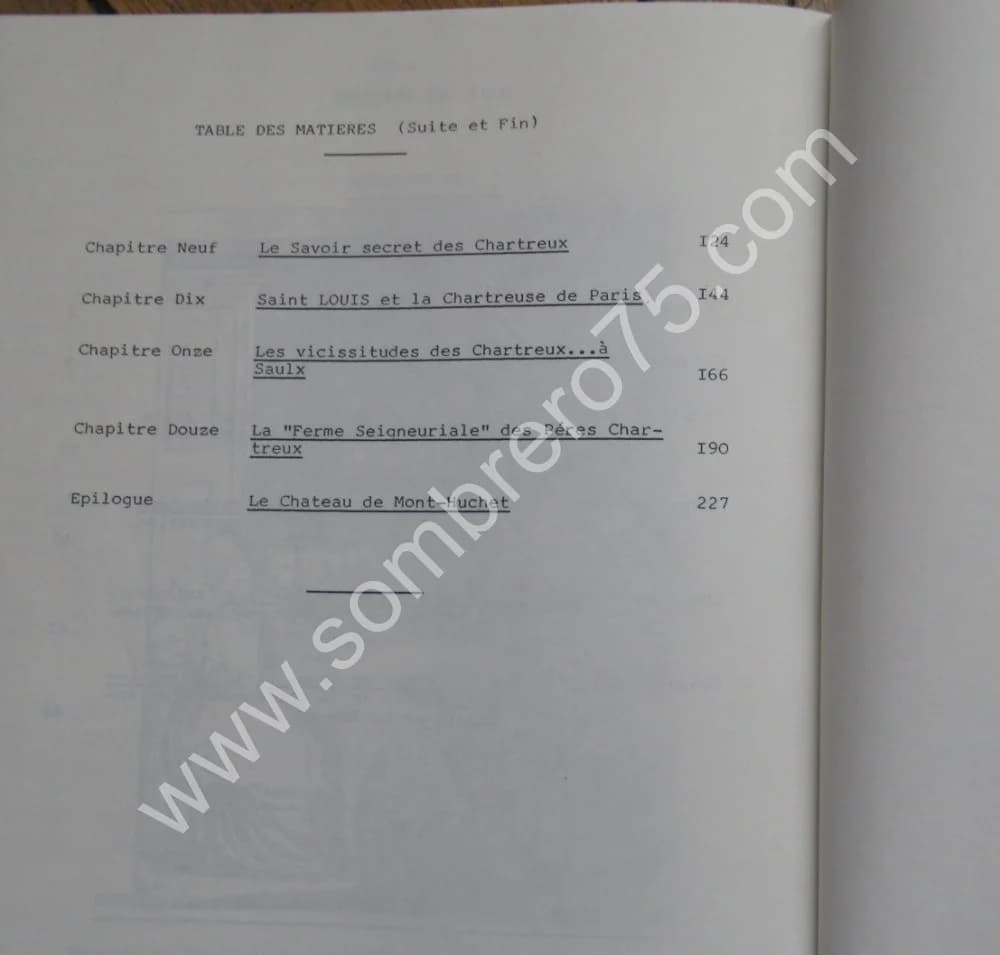 TABLE DES MATIERES (Suite et Fin)
Chapitre Neuf Le Savoir secret des Chartreux I24
Chapitre Dix Saint LOUIS et la Chartreuse de Paris I44
Chapitre Onze Les vicissitudes des Chartreux...à
Saulx I66
Chapitre Douze La "Ferme Seigneuriale" des Péres Char-
treux I90
Epilogue Le Chateau de Mont-Huchet 227
www.sombrero75.com